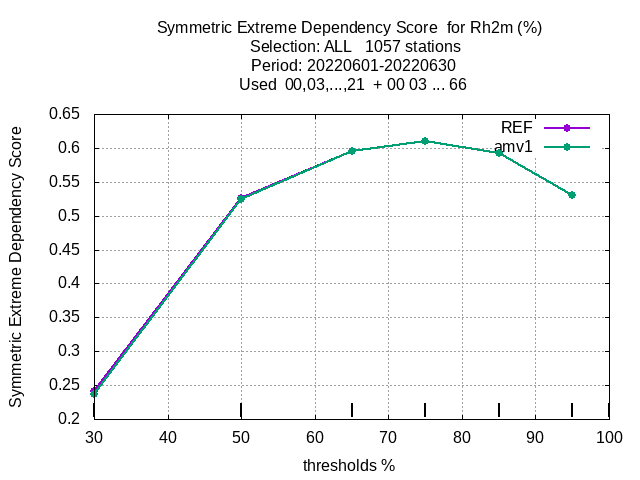 Symmetric Extreme Dependency Score  for Rh2m (%)
Selection: ALL   1057 stations
Period: 20220601-20220630
Used  00,03,...,21  + 00 03 ... 66
Symmetric Extreme Dependency Score
0.65
0.6
0.55
0.5
0.45
0.4
0.35
0.3
0.25
0.2
REF
amv1
30 40 50 60 70 80 90 100
thresholds %